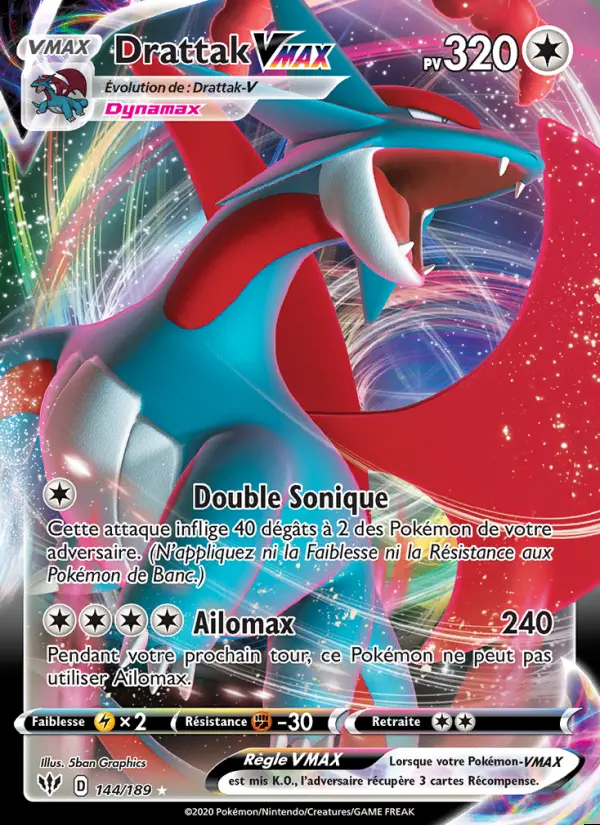 VMAX
Drattak VMAX
PV 320
Évolution de : Drattak-V
Dynamax
Double Sonique
Cette attaque inflige 40 dégâts à 2 des Pokémon de votre
adversaire. (N'appliquez ni la Faiblesse ni la Résistance aux
Pokémon de Banc.)
Ailomax 240
Pendant votre prochain tour, ce Pokémon ne peut pas
utiliser Ailomax.
Faiblesse ×2 Résistance -30 Retraite
Illus. 5ban Graphics
Règle VMAX Lorsque votre Pokémon-VMAX
est mis K.O., l'adversaire récupère 3 cartes Récompense.
D 144/189
©2020 Pokémon/Nintendo/Creatures/GAME FREAK